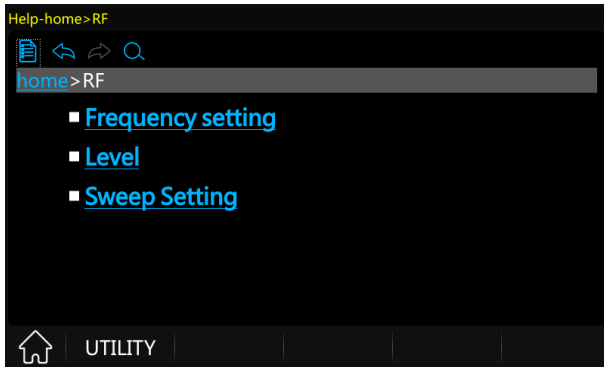 Help-home>RF
home>RF
Frequency setting
Level
Sweep Setting
UTILITY